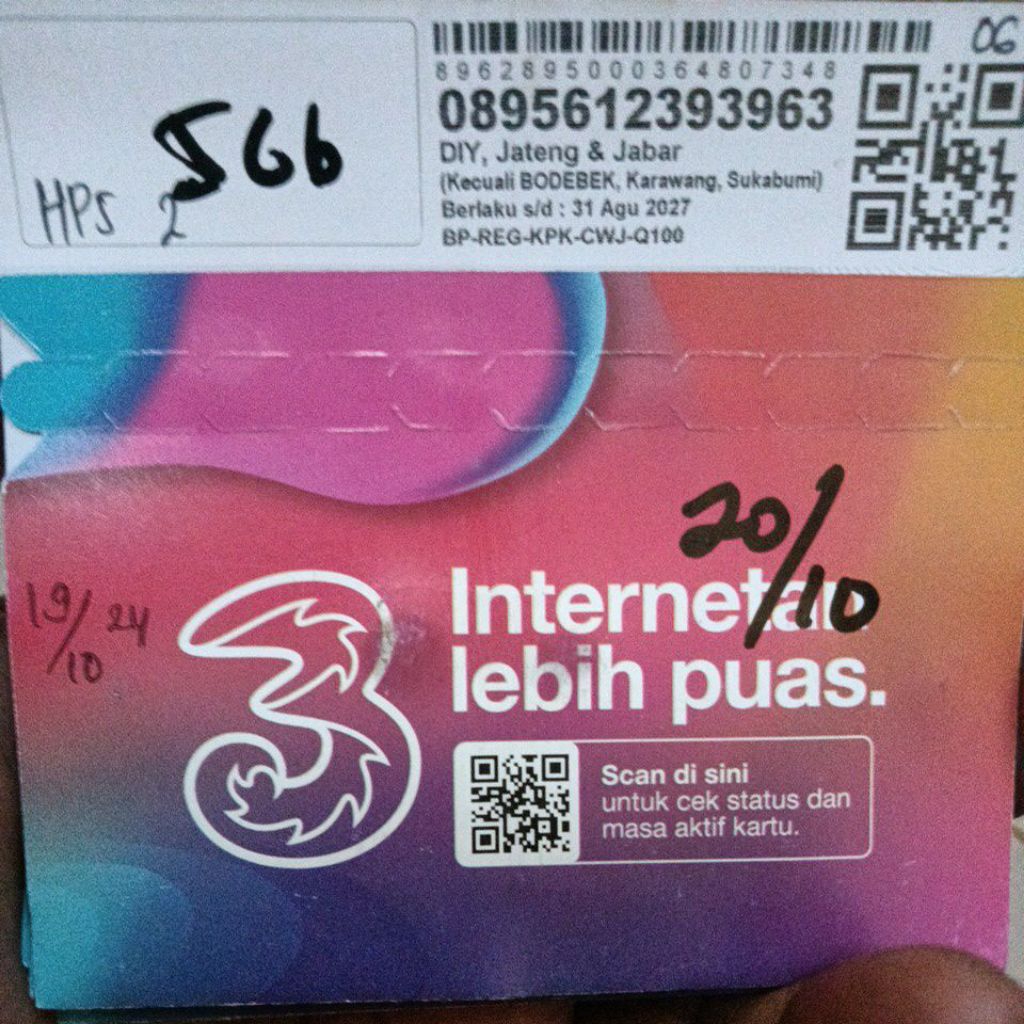 06
8962895000364807348
0895612393963
DIY, Jateng & Jabar
(Kecuali BODEBEK, Karawang, Sukabumi)
Berlaku s/d : 31 Agu 2027
BP-REG-KPK-CWJ-Q100
5Gb
HPS 2
20/10
19/10 24
3
Internetan
lebih puas.
Scan di sini
untuk cek status dan
masa aktif kartu.